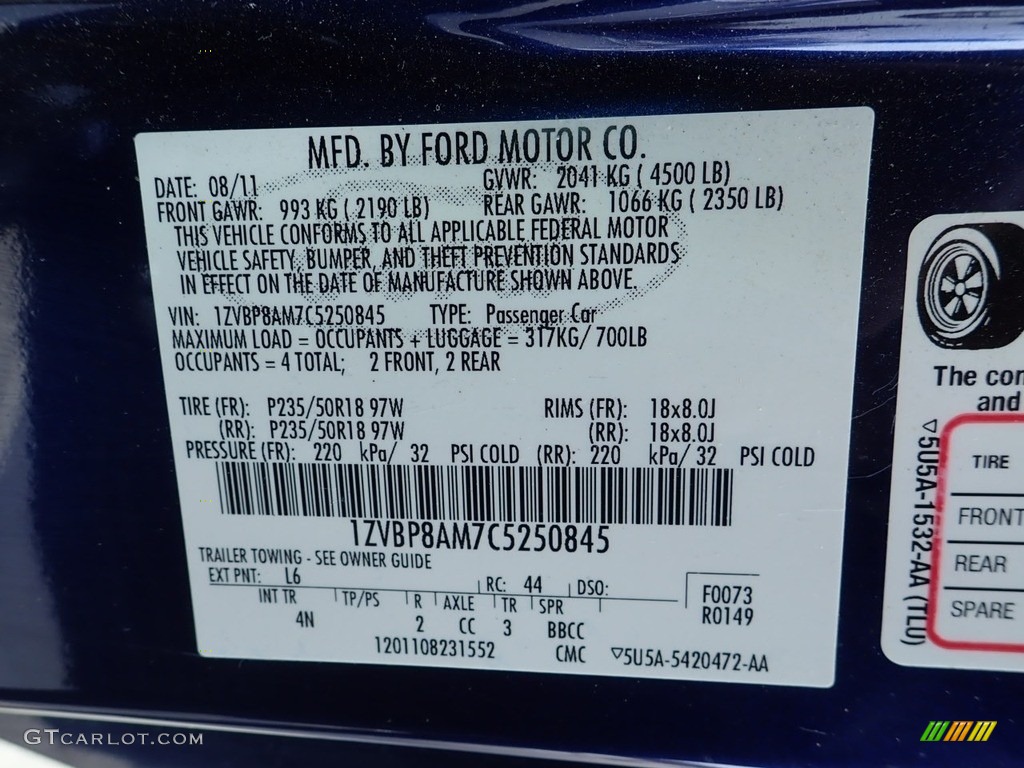 MFD. BY FORD MOTOR CO.
DATE: 08/11
GVWR: 2041 KG ( 4500 LB)
FRONT GAWR: 993 KG ( 2190 LB)
REAR GAWR: 1066 KG ( 2350 LB)
THIS VEHICLE CONFORMS TO ALL APPLICABLE FEDERAL MOTOR
VEHICLE SAFETY, BUMPER, AND THEFT PREVENTION STANDARDS
IN EFFECT ON THE DATE OF MANUFACTURE SHOWN ABOVE.
VIN: 1ZVBP8AM7C5250845 TYPE: Passenger Car
MAXIMUM LOAD = OCCUPANTS + LUGGAGE = 317KG/ 700LB
OCCUPANTS = 4 TOTAL; 2 FRONT, 2 REAR
TIRE (FR): P235/50R18 97W RIMS (FR): 18x8.0J
(RR): P235/50R18 97W (RR): 18x8.0J
PRESSURE (FR): 220 kPa/ 32 PSI COLD (RR): 220 kPa/ 32 PSI COLD
1ZVBP8AM7C5250845
TRAILER TOWING - SEE OWNER GUIDE
EXT PNT: L6 RC: 44 DSO:
INT TR TP/PS R AXLE TR SPR
4N 2 CC 3 BBCC
F0073
R0149
1201108231552 CMC ▽5U5A-5420472-AA
The
and
▽5U5A-1532-AA (TLU)
TIRE
FRONT
REAR
SPARE
GTCARLOT.COM